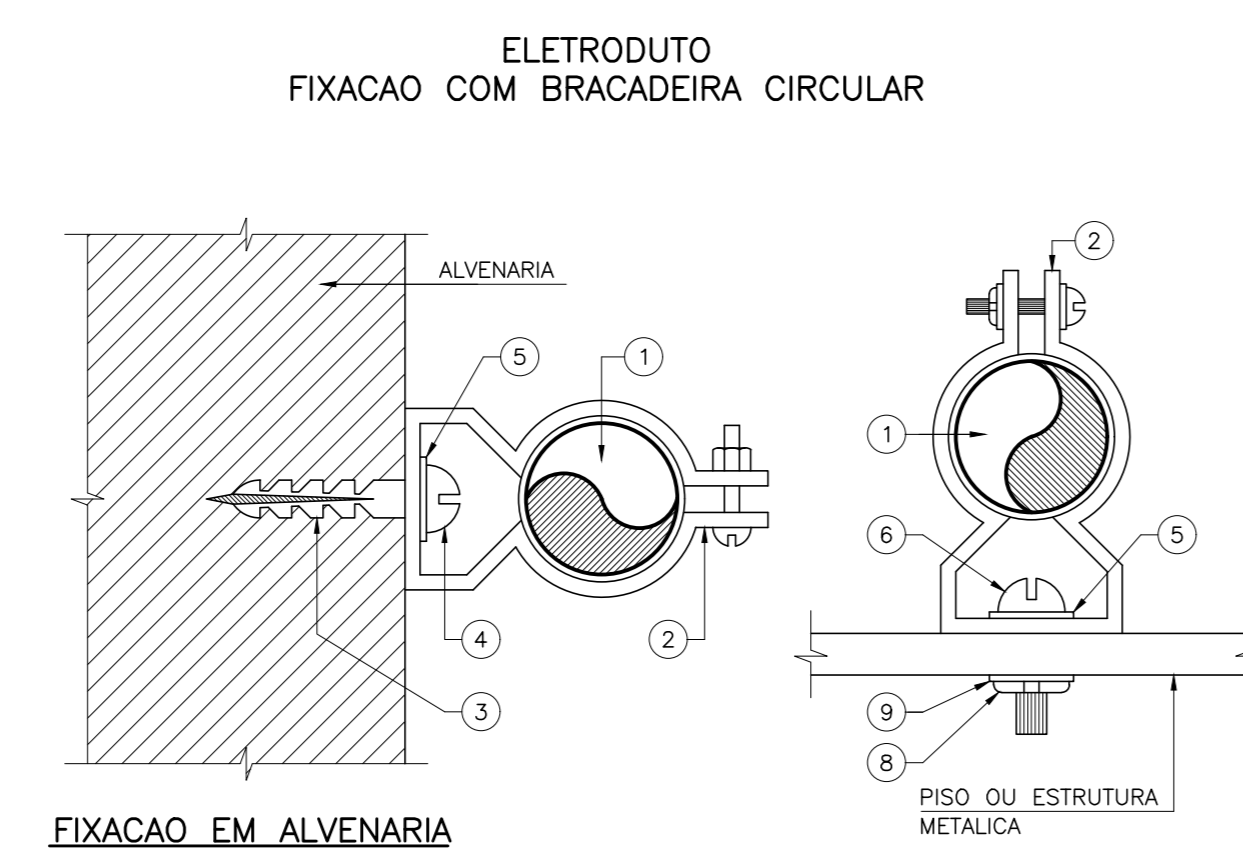 ELETRODUTO
FIXACAO COM BRACADEIRA CIRCULAR
ALVENARIA
2
5
1
1
6
5
4
2
3
9
8
PISO OU ESTRUTURA
METALICA
FIXACAO EM ALVENARIA